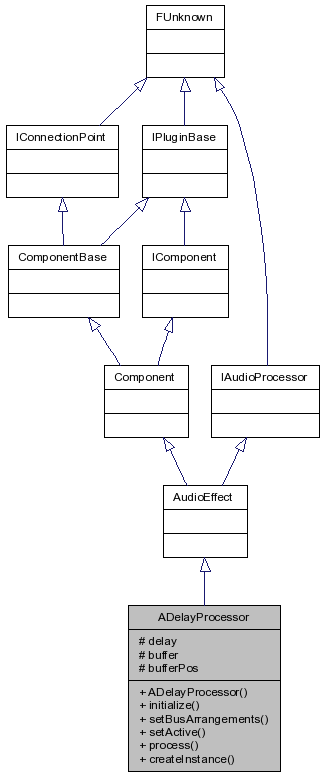 FUnknown
IConnectionPoint
IPluginBase
ComponentBase
IComponent
Component
IAudioProcessor
AudioEffect
ADelayProcessor
# delay
# buffer
# bufferPos
+ ADelayProcessor()
+ initialize()
+ setBusArrangements()
+ setActive()
+ process()
+ createInstance()